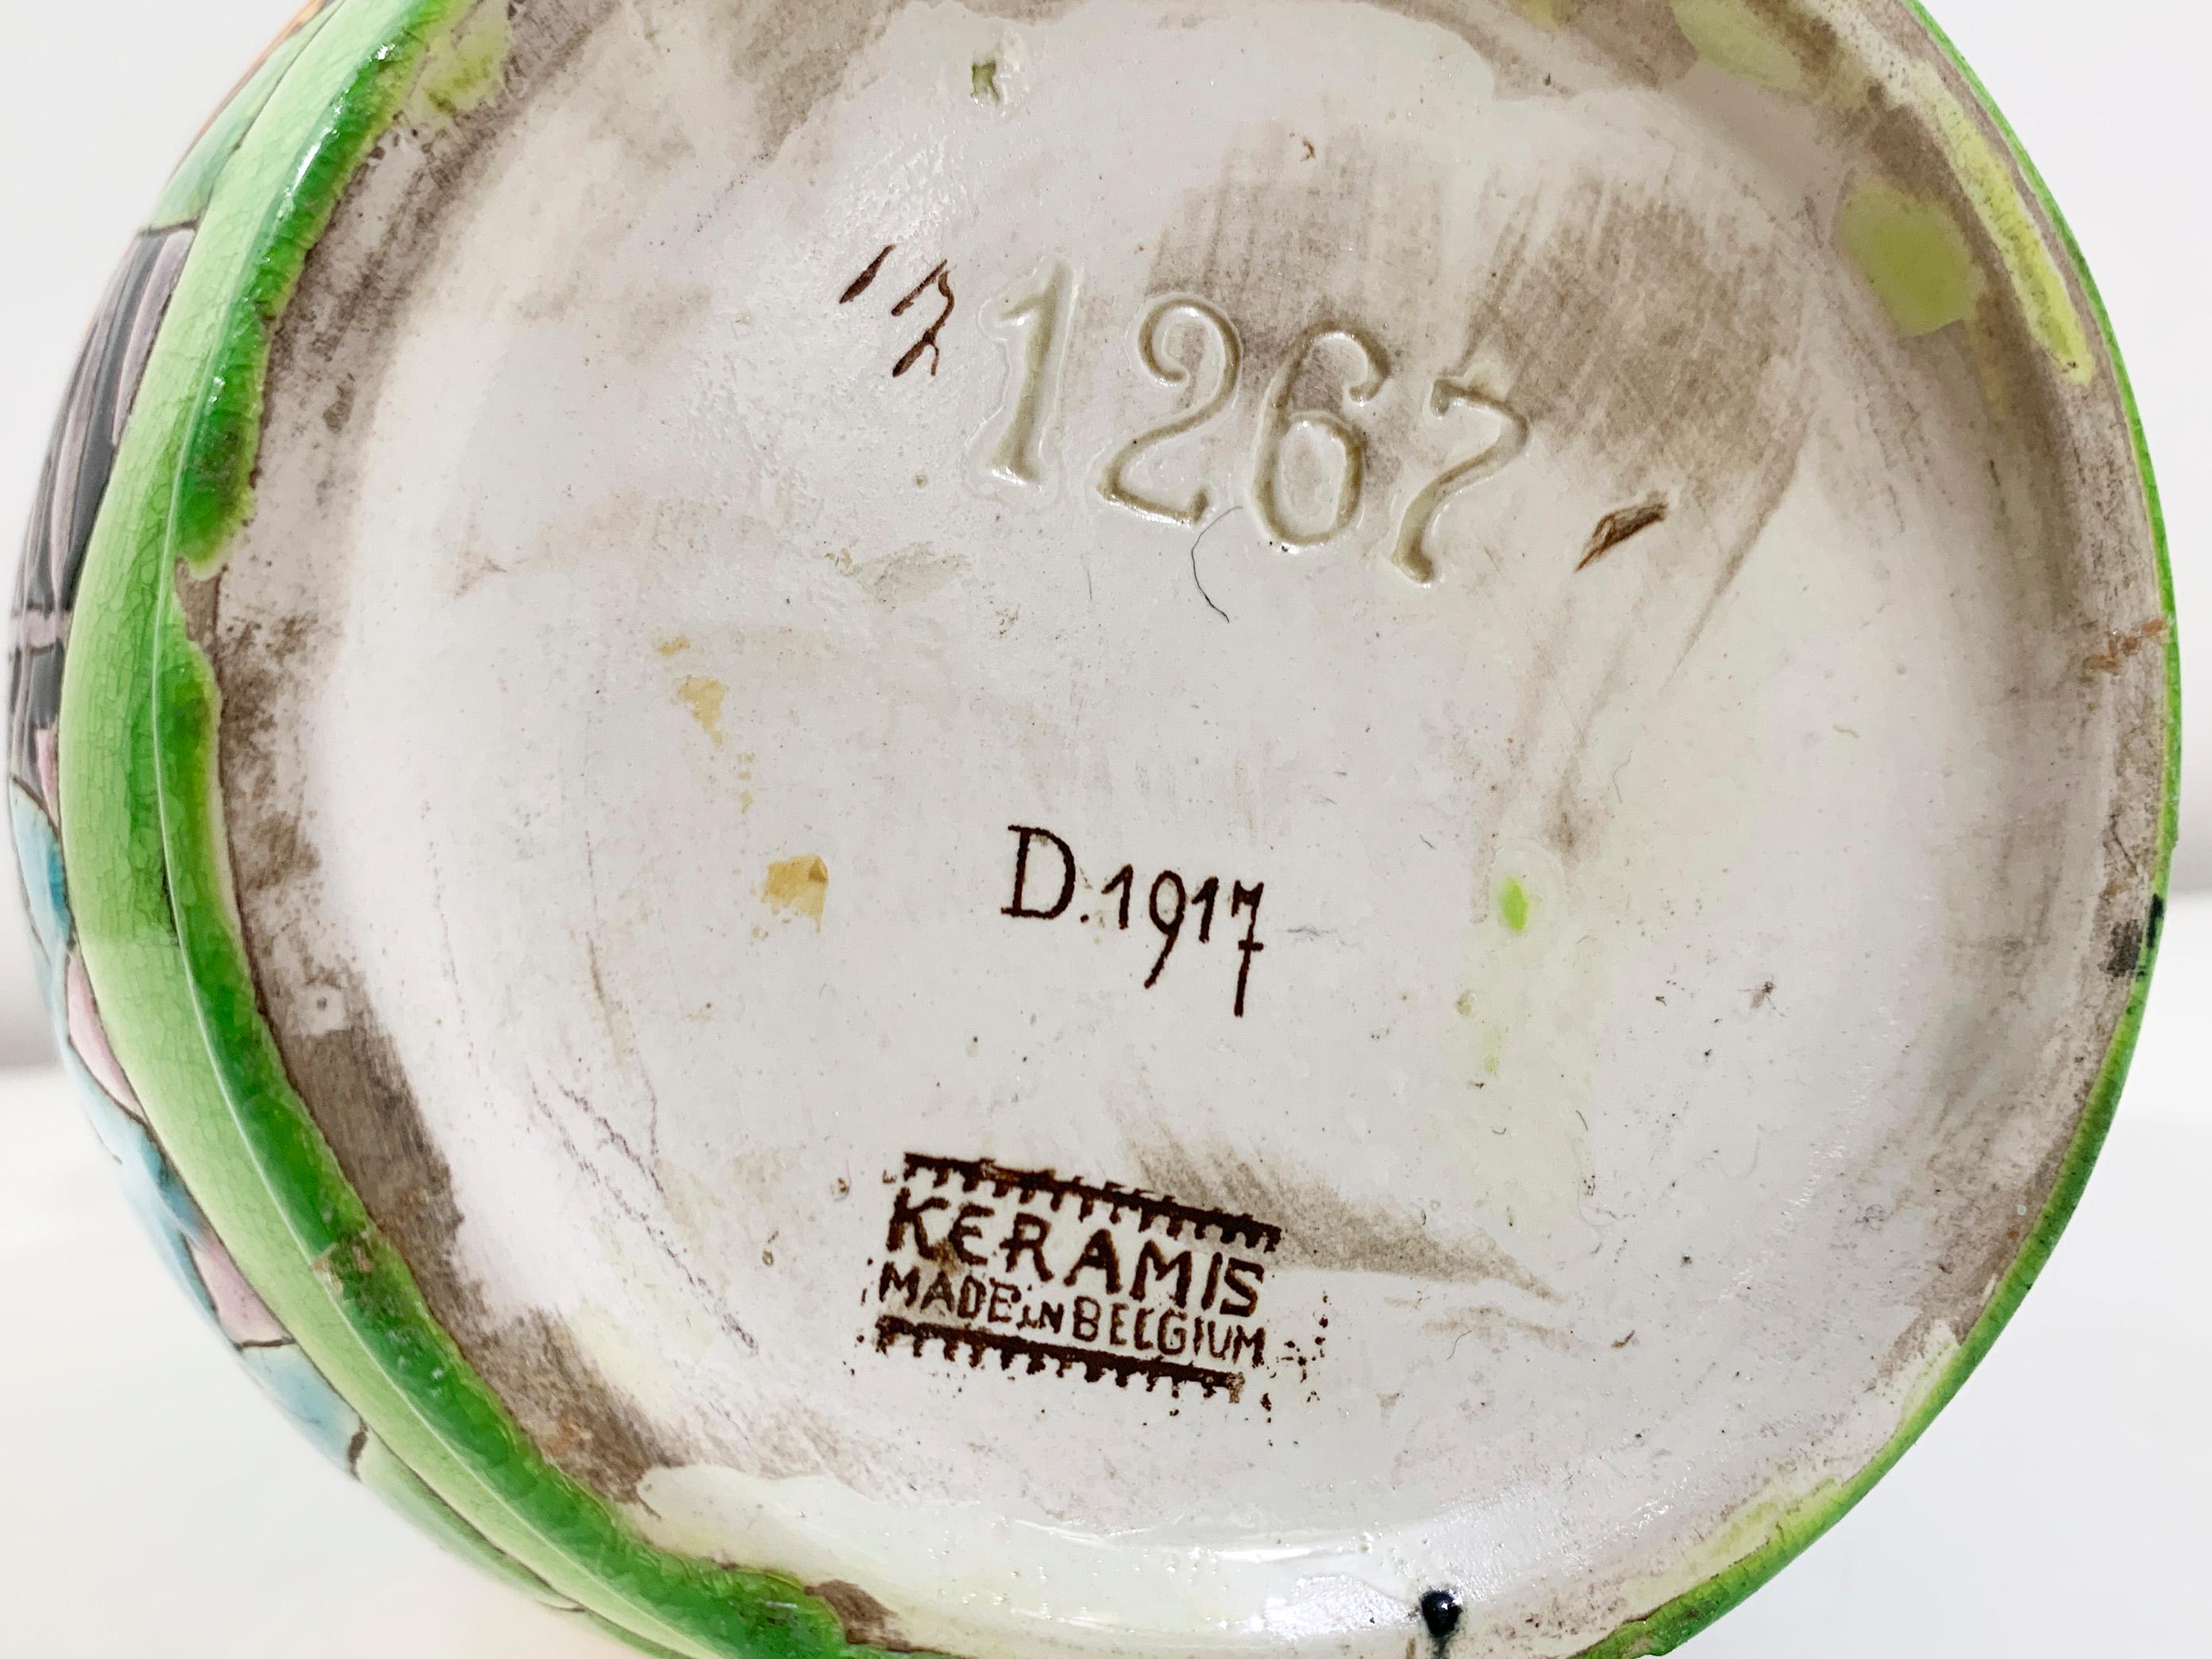 1267
D.1917
KERAMIS
MADE IN BELGIUM